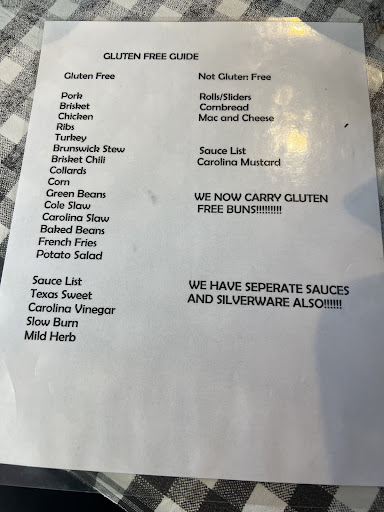 GLUTEN FREE GUIDE
Gluten Free
Pork
Brisket
Chicken
Ribs
Turkey
Brunswick Stew
Brisket Chili
Collards
Corn
Green Beans
Cole Slaw
Carolina Slaw
Baked Beans
French Fries
Potato Salad
Sauce List
Texas Sweet
Carolina Vinegar
Slow Burn
Mild Herb
Not Gluten Free
Rolls/Sliders
Cornbread
Mac and Cheese
Sauce List
Carolina Mustard
WE NOW CARRY GLUTEN
FREE BUNS!!!!!!!!!
WE HAVE SEPERATE SAUCES
AND SILVERWARE ALSO!!!!!!